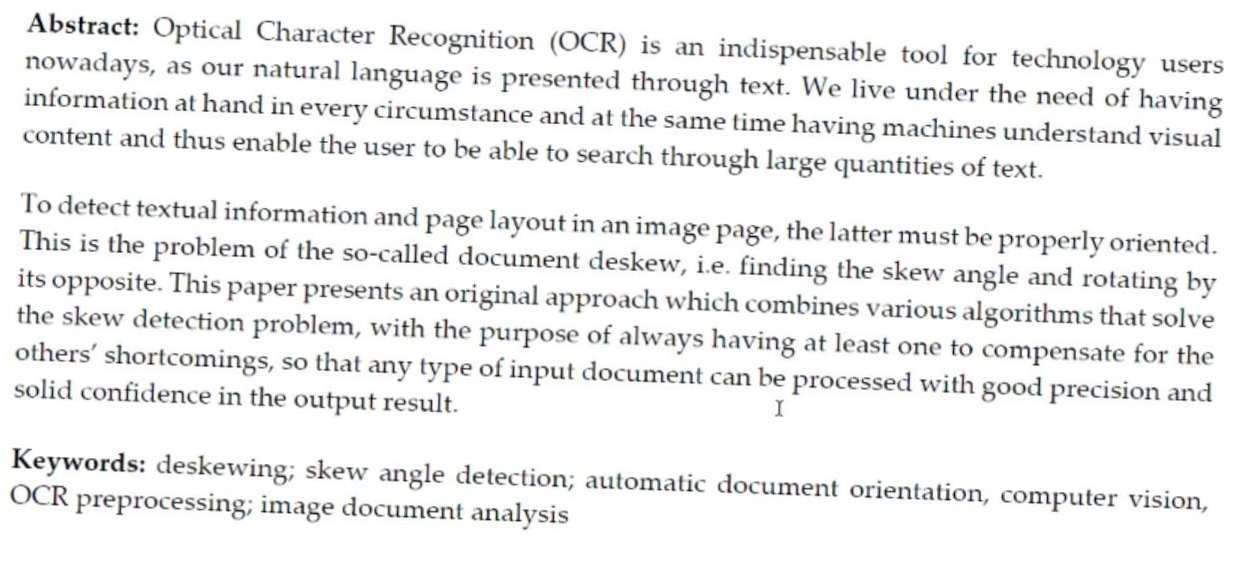 Abstract: Optical Character Recognition (OCR) is an indispensable tool for technology users
nowadays, as our natural language is presented through text. We live under the need of having
information at hand in every circumstance and at the same time having machines understand visual
content and thus enable the user to be able to search through large quantities of text.
To detect textual information and page layout in an image page, the latter must be properly oriented.
This is the problem of the so-called document deskew, i.e. finding the skew angle and rotating by
its opposite. This paper presents an original approach which combines various algorithms that solve
the skew detection problem, with the purpose of always having at least one to compensate for the
others’ shortcomings, so that any type of input document can be processed with good precision and
solid confidence in the output result.
Keywords: deskewing; skew angle detection; automatic document orientation, computer vision,
OCR preprocessing; image document analysis